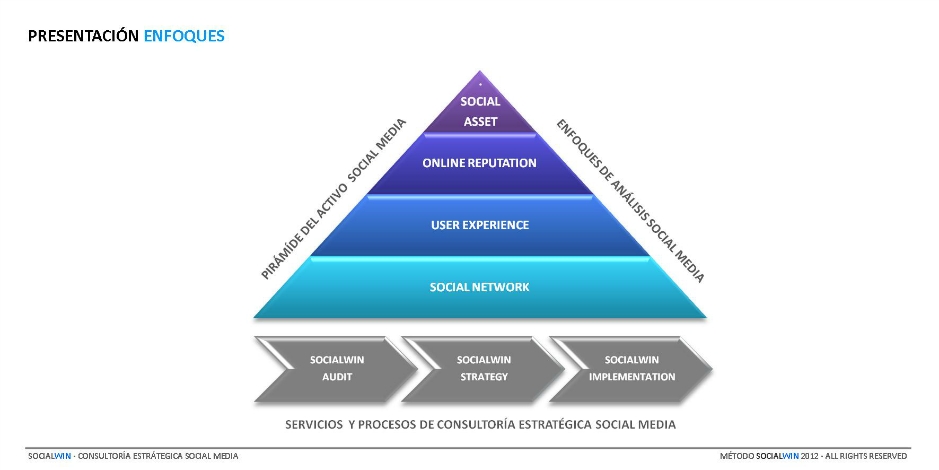 PRESENTACIÓN ENFOQUES
SOCIAL
ASSET
ONLINE REPUTATION
USER EXPERIENCE
SOCIAL NETWORK
PIRÁMÍDE DEL ACTIVO SOCIAL MEDIA
ENFOQUES DE ANÁLISIS SOCIAL MEDIA
SOCIALWIN
AUDIT
SOCIALWIN
STRATEGY
SOCIALWIN
IMPLEMENTATION
SERVICIOS Y PROCESOS DE CONSULTORÍA ESTRATÉGICA SOCIAL MEDIA
SOCIALWIN - CONSULTORÍA ESTRÁTEGICA SOCIAL MEDIA
MÉTODO SOCIALWIN 2012 - ALL RIGHTS RESERVED